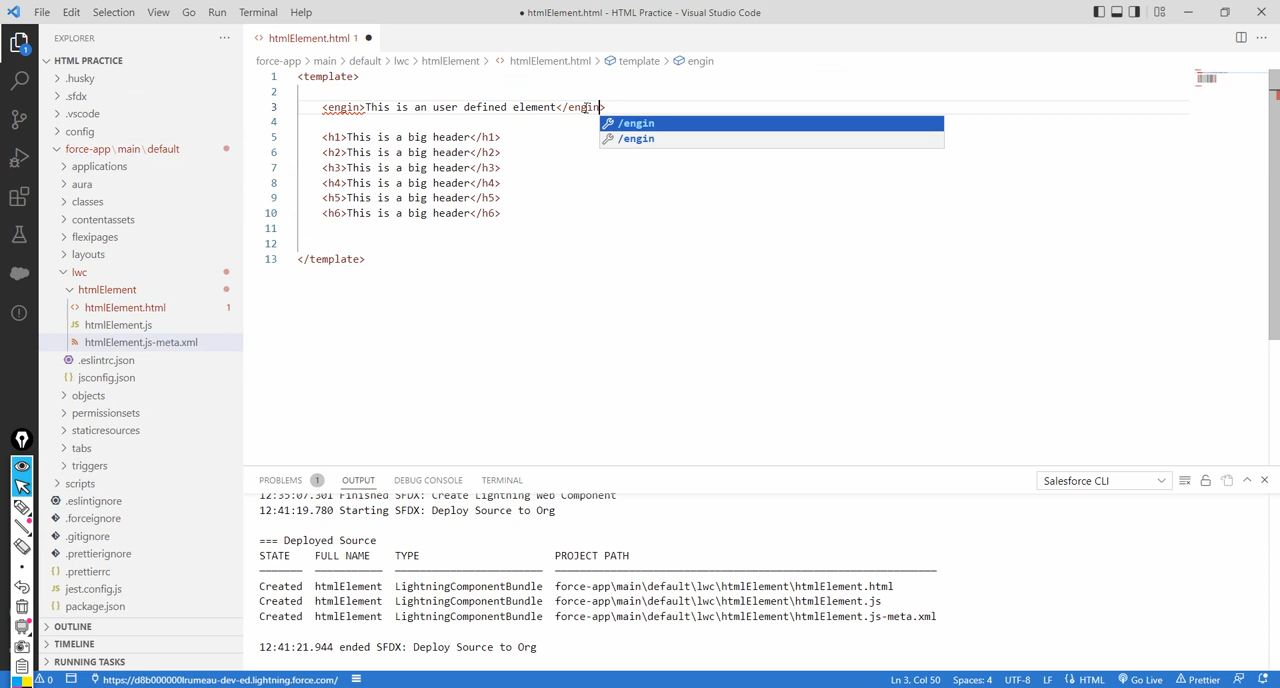 File Edit Selection View Go Run Terminal Help
● htmlElement.html - HTML Practice - Visual Studio Code
EXPLORER
HTML PRACTICE
.husky
.sfdx
.vscode
config
force-app\main\default
applications
aura
classes
contentassets
flexipages
layouts
lwc
htmlElement
htmlElement.html 1
htmlElement.js
htmlElement.js-meta.xml
.eslintrc.json
jsconfig.json
objects
permissionsets
staticresources
tabs
triggers
scripts
.eslintignore
.forceignore
.gitignore
.prettierignore
.prettierrc
jest.config.js
package.json
OUTLINE
TIMELINE
RUNNING TASKS
htmlElement.html 1 ●
force-app > main > default > lwc > htmlElement > htmlElement.html > template > engin
1 <template>
2
3 <engin>This is an user defined element</engin>
4
5 <h1>This is a big header</h1>
6 <h2>This is a big header</h2>
7 <h3>This is a big header</h3>
8 <h4>This is a big header</h4>
9 <h5>This is a big header</h5>
10 <h6>This is a big header</h6>
11
12
13 </template>
/engin
/engin
PROBLEMS 1 OUTPUT DEBUG CONSOLE TERMINAL
Salesforce CLI
12:35:07.301 Finished SFDX: Create Lightning Web Component
12:41:19.780 Starting SFDX: Deploy Source to Org
=== Deployed Source
STATE FULL NAME TYPE PROJECT PATH
Created htmlElement LightningComponentBundle force-app\main\default\lwc\htmlElement\htmlElement.html
Created htmlElement LightningComponentBundle force-app\main\default\lwc\htmlElement\htmlElement.js
Created htmlElement LightningComponentBundle force-app\main\default\lwc\htmlElement\htmlElement.js-meta.xml
12:41:21.944 ended SFDX: Deploy Source to Org
0 https://d8b000000lrumeau-dev-ed.lightning.force.com/
Ln 3, Col 50 Spaces: 4 UTF-8 LF HTML Go Live Prettier